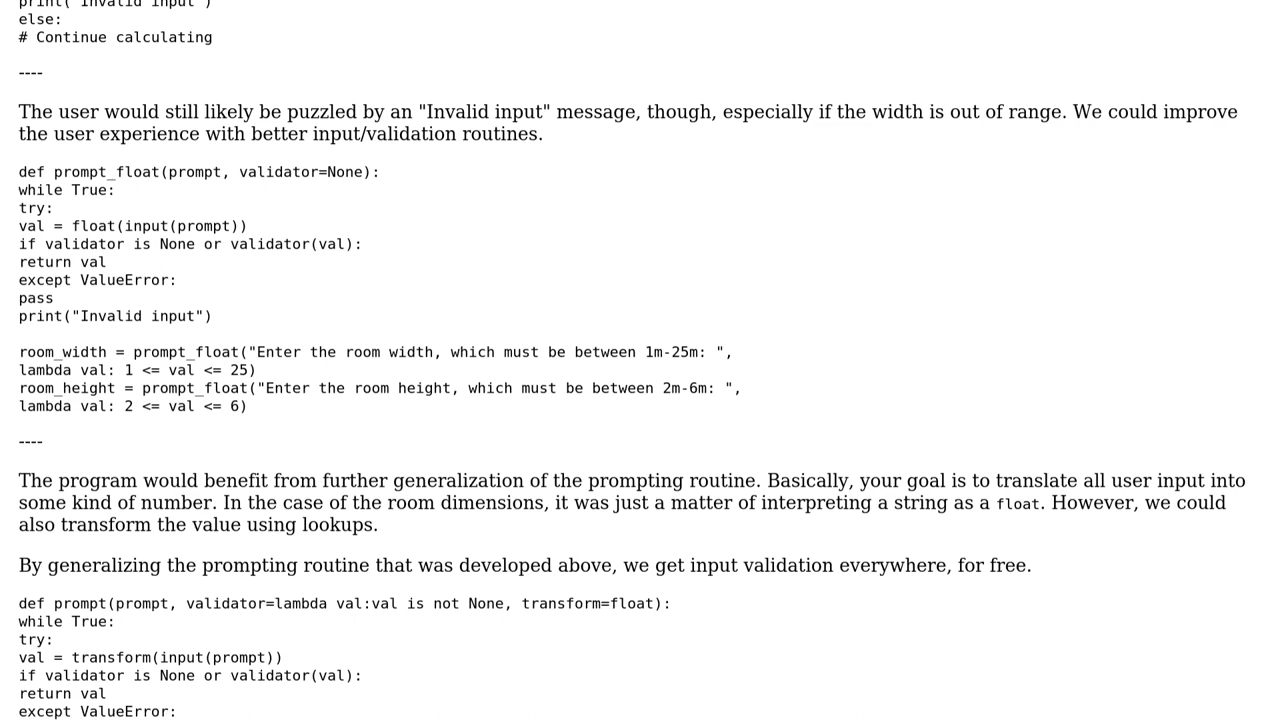 print("Invalid input")
else:
# Continue calculating
----
The user would still likely be puzzled by an "Invalid input" message, though, especially if the width is out of range. We could improve
the user experience with better input/validation routines.
def prompt_float(prompt, validator=None):
while True:
try:
val = float(input(prompt))
if validator is None or validator(val):
return val
except ValueError:
pass
print("Invalid input")
room_width = prompt_float("Enter the room width, which must be between 1m-25m: ",
lambda val: 1 <= val <= 25)
room_height = prompt_float("Enter the room height, which must be between 2m-6m: ",
lambda val: 2 <= val <= 6)
----
The program would benefit from further generalization of the prompting routine. Basically, your goal is to translate all user input into
some kind of number. In the case of the room dimensions, it was just a matter of interpreting a string as a float. However, we could
also transform the value using lookups.
By generalizing the prompting routine that was developed above, we get input validation everywhere, for free.
def prompt(prompt, validator=lambda val:val is not None, transform=float):
while True:
try:
val = transform(input(prompt))
if validator is None or validator(val):
return val
except ValueError: